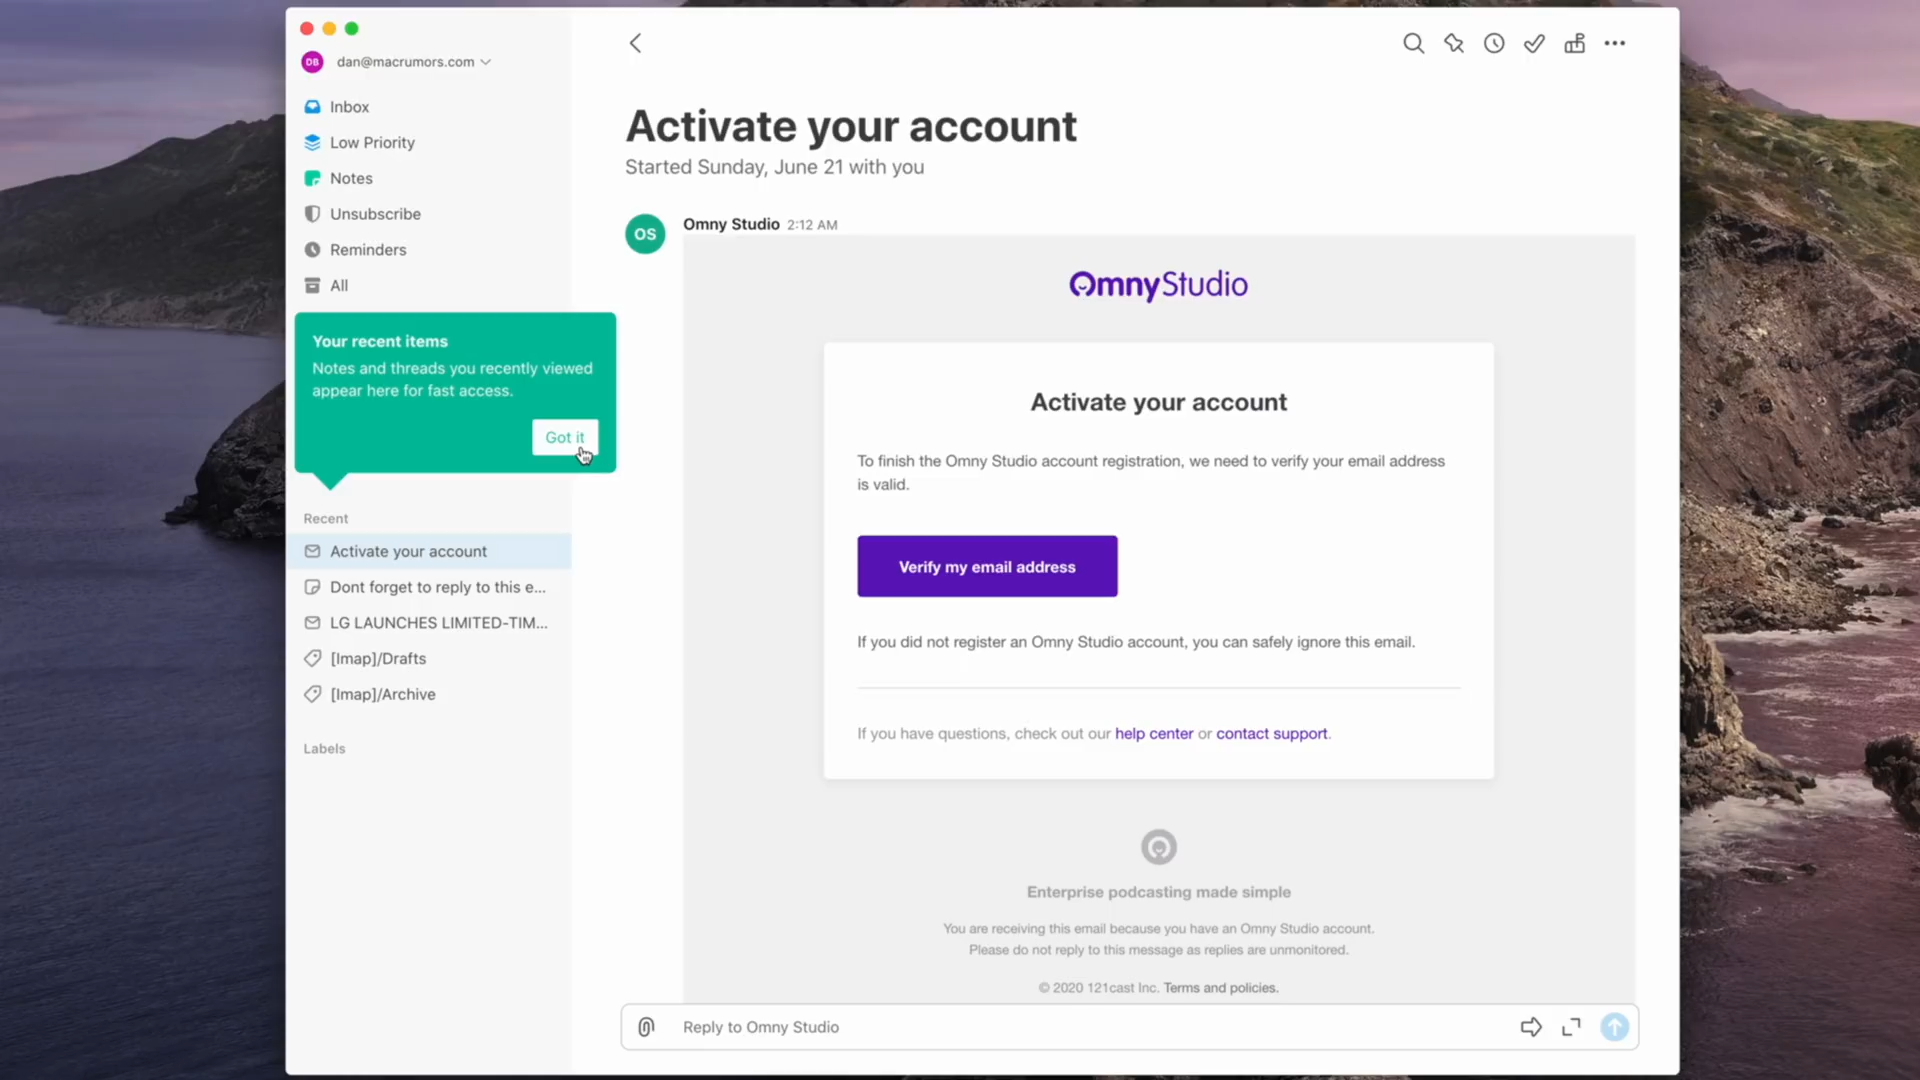 DB dan@macrumors.com
Inbox
Low Priority
Notes
Unsubscribe
Reminders
All
Your recent items
Notes and threads you recently viewed
appear here for fast access.
Got it
Recent
Activate your account
Dont forget to reply to this e...
LG LAUNCHES LIMITED-TIM...
[Imap]/Drafts
[Imap]/Archive
Labels
Activate your account
Started Sunday, June 21 with you
OS Omny Studio 2:12 AM
OmnyStudio
Activate your account
To finish the Omny Studio account registration, we need to verify your email address
is valid.
Verify my email address
If you did not register an Omny Studio account, you can safely ignore this email.
If you have questions, check out our help center or contact support.
Enterprise podcasting made simple
You are receiving this email because you have an Omny Studio account.
Please do not reply to this message as replies are unmonitored.
© 2020 121cast Inc. Terms and policies.
Reply to Omny Studio